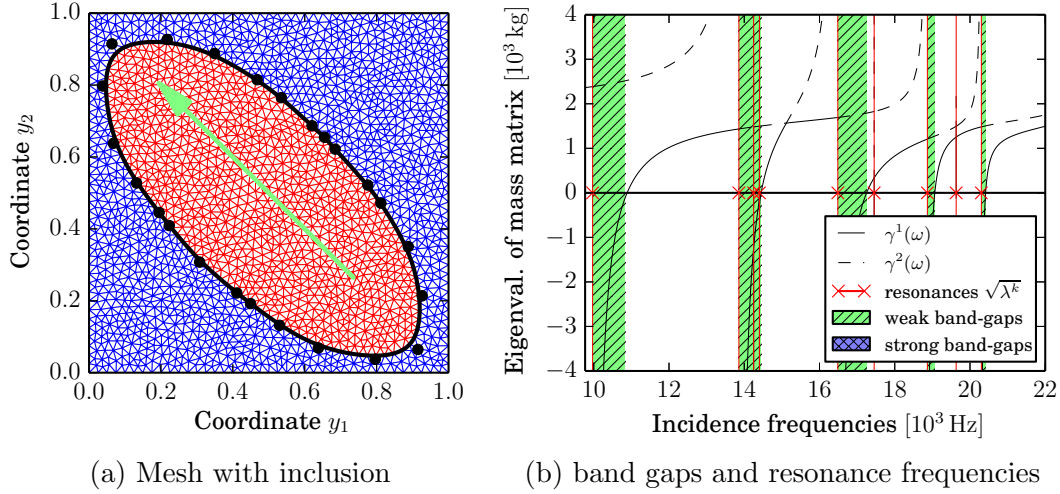 1.0
0.8
0.6
0.4
0.2
0.0
Coordinate y₂
0.0 0.2 0.4 0.6 0.8 1.0
Coordinate y₁
(a) Mesh with inclusion
4
3
2
1
0
−1
−2
−3
−4
Eigenval. of mass matrix [10³ kg]
10 12 14 16 18 20 22
Incidence frequencies [10³ Hz]
γ¹(ω)
γ²(ω)
resonances √λᵏ
weak band-gaps
strong band-gaps
(b) band gaps and resonance frequencies